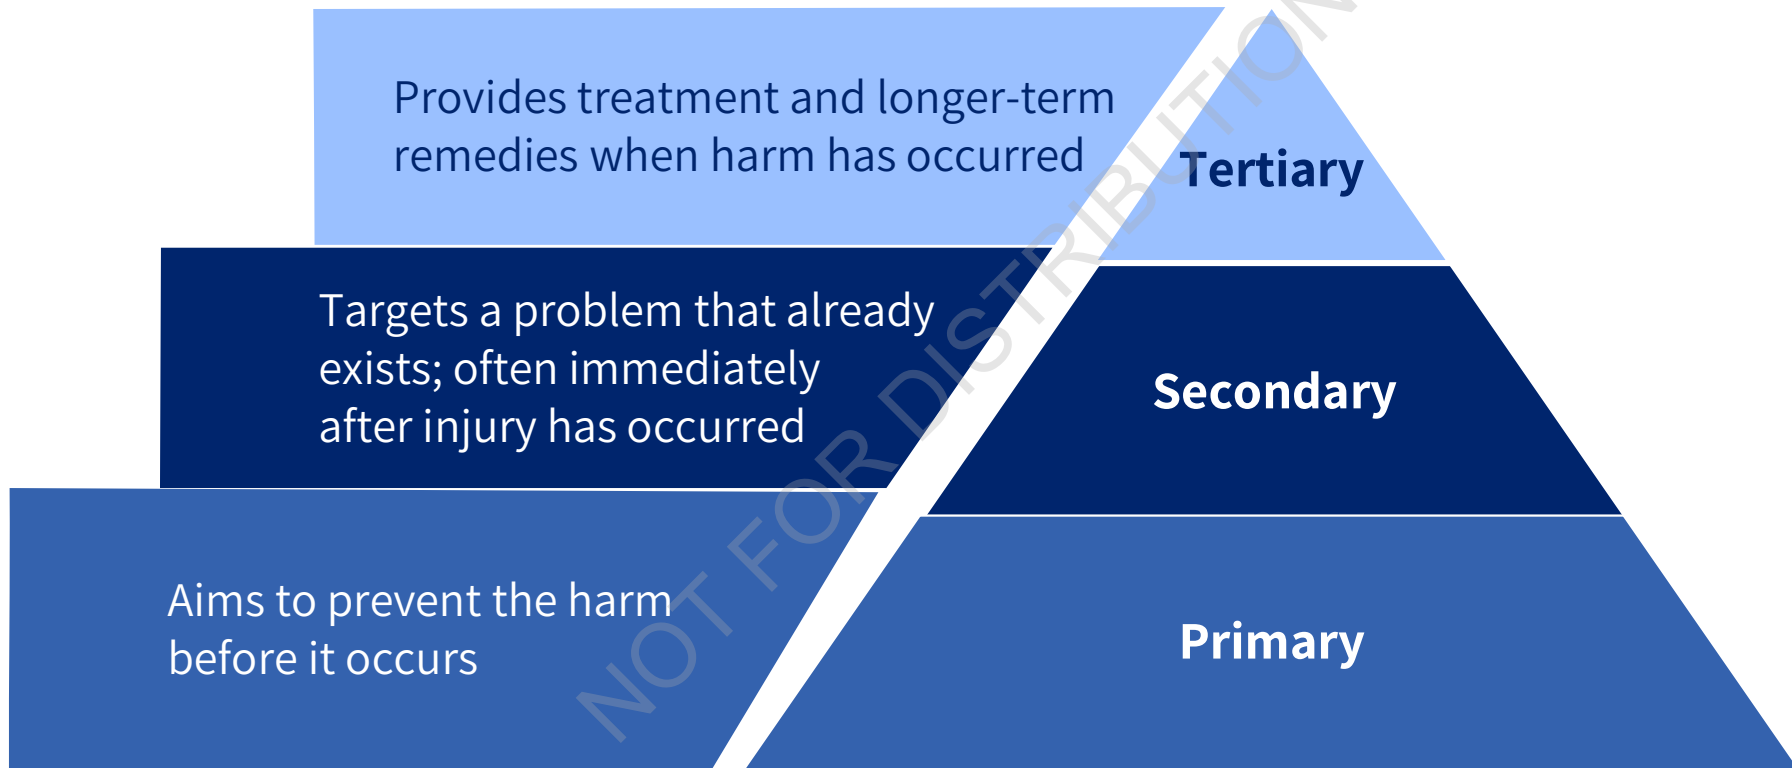 Provides treatment and longer-term
remedies when harm has occurred
Tertiary
Targets a problem that already
exists; often immediately
after injury has occurred
Secondary
Aims to prevent the harm
before it occurs
Primary
NOT FOR DISTRIBUTION